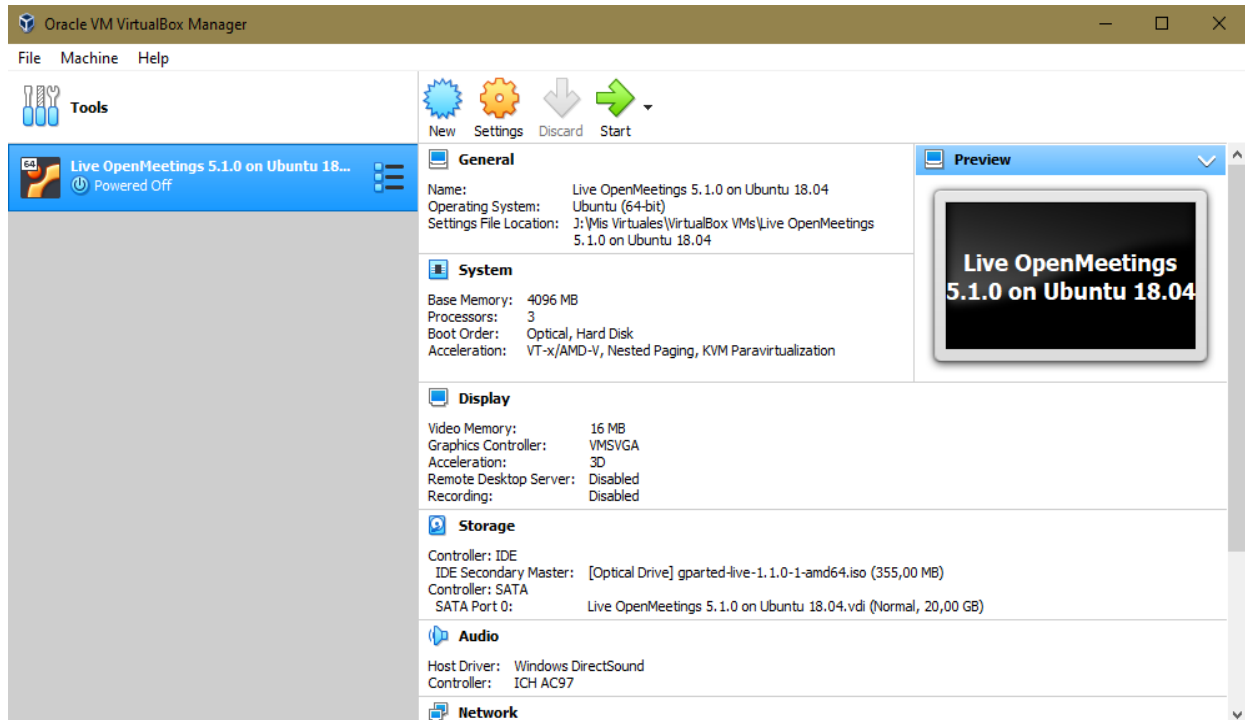 Oracle VM VirtualBox Manager
File Machine Help
Tools
New Settings Discard Start
64
Live OpenMeetings 5.1.0 on Ubuntu 18...
Powered Off
General
Name: Live OpenMeetings 5.1.0 on Ubuntu 18.04
Operating System: Ubuntu (64-bit)
Settings File Location: J:\Mis Virtuales\VirtualBox VMs\Live OpenMeetings
5.1.0 on Ubuntu 18.04
Preview
Live OpenMeetings
5.1.0 on Ubuntu 18.04
System
Base Memory: 4096 MB
Processors: 3
Boot Order: Optical, Hard Disk
Acceleration: VT-x/AMD-V, Nested Paging, KVM Paravirtualization
Display
Video Memory: 16 MB
Graphics Controller: VMSVGA
Acceleration: 3D
Remote Desktop Server: Disabled
Recording: Disabled
Storage
Controller: IDE
IDE Secondary Master: [Optical Drive] gparted-live-1.1.0-1-amd64.iso (355,00 MB)
Controller: SATA
SATA Port 0: Live OpenMeetings 5.1.0 on Ubuntu 18.04.vdi (Normal, 20,00 GB)
Audio
Host Driver: Windows DirectSound
Controller: ICH AC97
Network